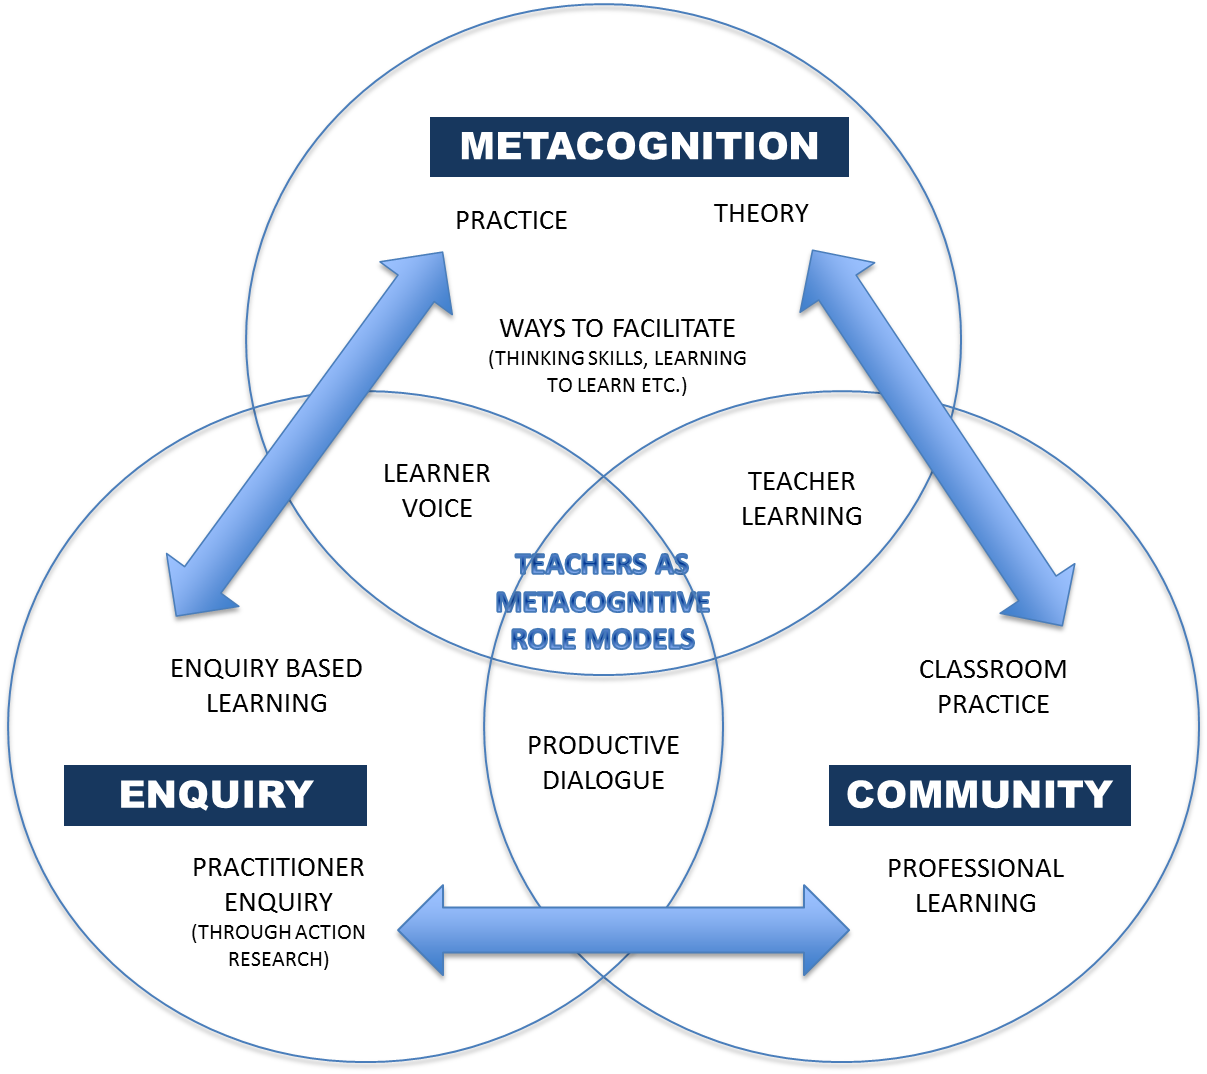 METACOGNITION
PRACTICE
THEORY
WAYS TO FACILITATE
(THINKING SKILLS, LEARNING
TO LEARN ETC.)
LEARNER
VOICE
TEACHER
LEARNING
TEACHERS AS
METACOGNITIVE
ROLE MODELS
ENQUIRY BASED
LEARNING
CLASSROOM
PRACTICE
PRODUCTIVE
DIALOGUE
ENQUIRY
COMMUNITY
PRACTITIONER
ENQUIRY
(THROUGH ACTION
RESEARCH)
PROFESSIONAL
LEARNING